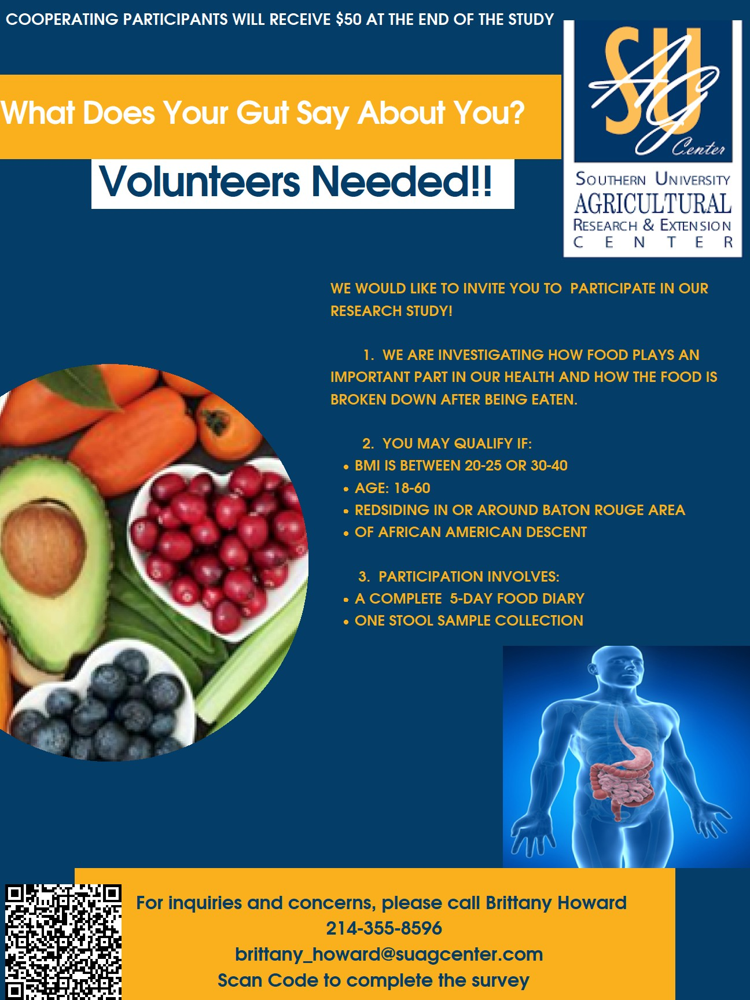 COOPERATING PARTICIPANTS WILL RECEIVE $50 AT THE END OF THE STUDY
What Does Your Gut Say About You?
Volunteers Needed!!
SU
AG
Center
SOUTHERN UNIVERSITY
AGRICULTURAL
RESEARCH & EXTENSION
CENTER
WE WOULD LIKE TO INVITE YOU TO PARTICIPATE IN OUR
RESEARCH STUDY!
1. WE ARE INVESTIGATING HOW FOOD PLAYS AN
IMPORTANT PART IN OUR HEALTH AND HOW THE FOOD IS
BROKEN DOWN AFTER BEING EATEN.
2. YOU MAY QUALIFY IF:
• BMI IS BETWEEN 20-25 OR 30-40
• AGE: 18-60
• REDSIDING IN OR AROUND BATON ROUGE AREA
• OF AFRICAN AMERICAN DESCENT
3. PARTICIPATION INVOLVES:
• A COMPLETE 5-DAY FOOD DIARY
• ONE STOOL SAMPLE COLLECTION
For inquiries and concerns, please call Brittany Howard
214-355-8596
brittany_howard@suagcenter.com
Scan Code to complete the survey